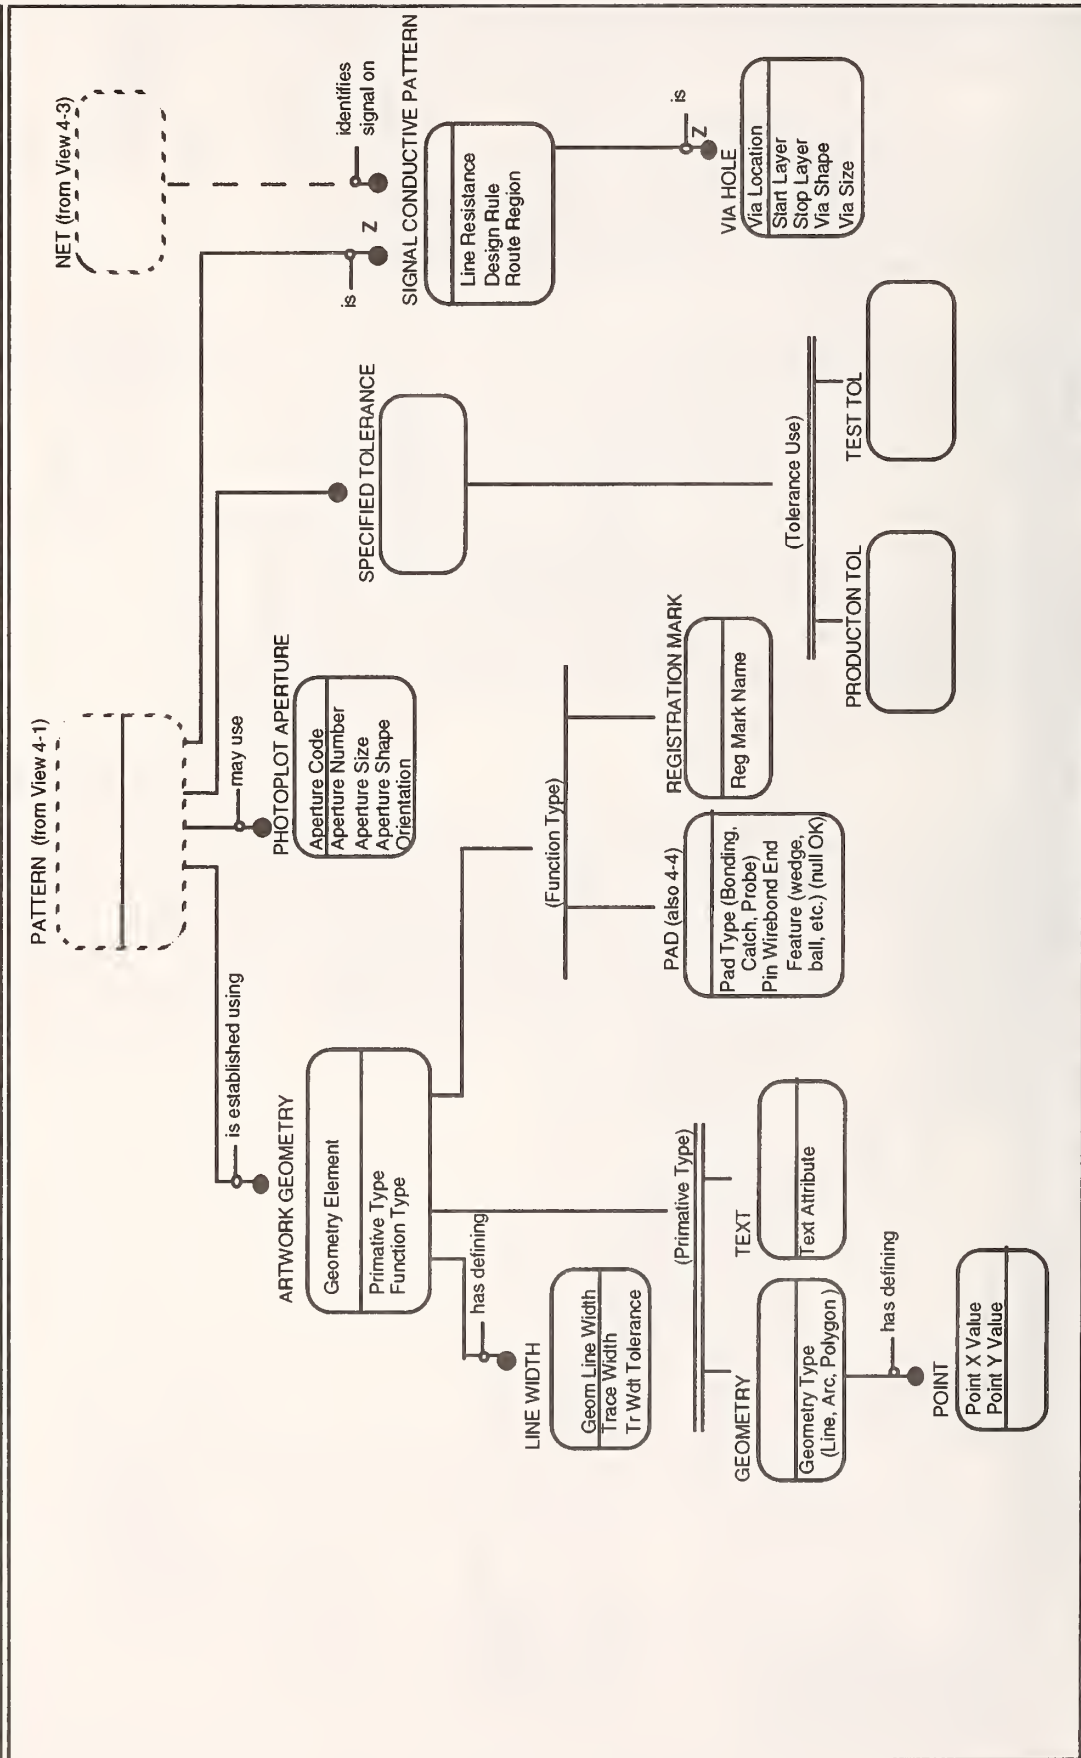 PATTERN (from View 4-1)
NET (from View 4-3)
is established using
may use
is
Z
identifies
signal on
ARTWORK GEOMETRY
Geometry Element
Primative Type
Function Type
PHOTOPLOT APERTURE
Aperture Code
Aperture Number
Aperture Size
Aperture Shape
Orientation
SPECIFIED TOLERANCE
SIGNAL CONDUCTIVE PATTERN
Line Resistance
Design Rule
Route Region
has defining
LINE WIDTH
Geom Line Width
Trace Width
Tr Wdt Tolerance
(Primative Type)
GEOMETRY
Geometry Type
(Line, Arc, Polygon )
TEXT
Text Attribute
has defining
POINT
Point X Value
Point Y Value
(Function Type)
PAD (also 4-4)
Pad Type (Bonding,
Catch, Probe)
Pin Wirebond End
Feature (wedge,
ball, etc.) (null OK)
REGISTRATION MARK
Reg Mark Name
(Tolerance Use)
PRODUCTON TOL
TEST TOL
is
Z
VIA HOLE
Via Location
Start Layer
Stop Layer
Via Shape
Via Size